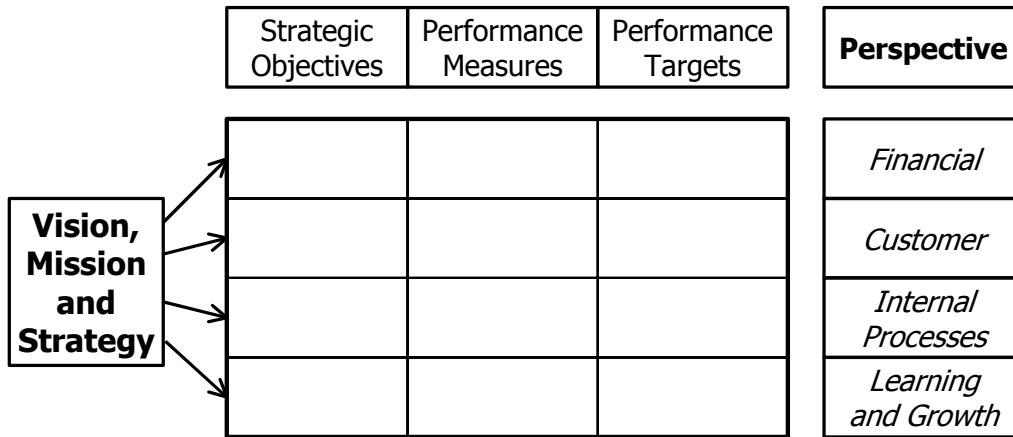 Strategic
Objectives
Performance
Measures
Performance
Targets
Perspective
Vision,
Mission
and
Strategy
Financial
Customer
Internal
Processes
Learning
and Growth